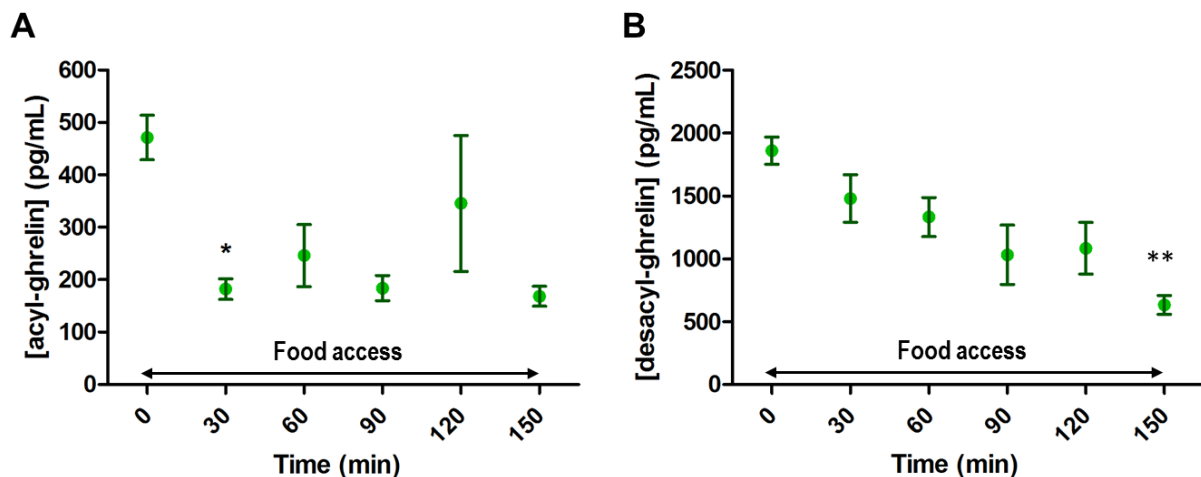 A
[acyl-ghrelin] (pg/mL)
600
500
400
300
200
100
0
*
Food access
0 30 60 90 120 150
Time (min)
B
[desacyl-ghrelin] (pg/mL)
2500
2000
1500
1000
500
0
**
Food access
0 30 60 90 120 150
Time (min)